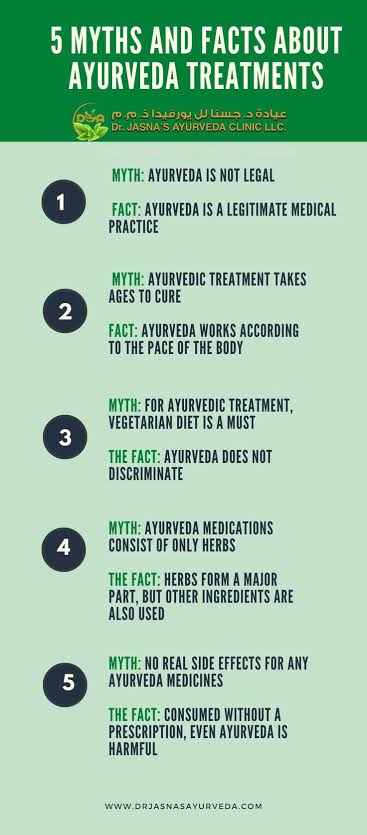 5 MYTHS AND FACTS ABOUT
AYURVEDA TREATMENTS
عيادة د. جسنا لل يورفيدا ذ.م.م
Dr. JASNA'S AYURVEDA CLINIC LLC.
1
MYTH: AYURVEDA IS NOT LEGAL
FACT: AYURVEDA IS A LEGITIMATE MEDICAL
PRACTICE
2
MYTH: AYURVEDIC TREATMENT TAKES
AGES TO CURE
FACT: AYURVEDA WORKS ACCORDING
TO THE PACE OF THE BODY
3
MYTH: FOR AYURVEDIC TREATMENT,
VEGETARIAN DIET IS A MUST
THE FACT: AYURVEDA DOES NOT
DISCRIMINATE
4
MYTH: AYURVEDA MEDICATIONS
CONSIST OF ONLY HERBS
THE FACT: HERBS FORM A MAJOR
PART, BUT OTHER INGREDIENTS ARE
ALSO USED
5
MYTH: NO REAL SIDE EFFECTS FOR ANY
AYURVEDA MEDICINES
THE FACT: CONSUMED WITHOUT A
PRESCRIPTION, EVEN AYURVEDA IS
HARMFUL
WWW.DRJASNASAYURVEDA.COM